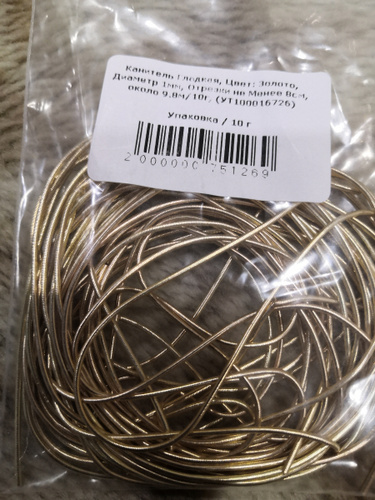 Канитель Гладкая, Цвет: Золото,
Диаметр 1мм, Отрезки не Менее 8см,
около 9.8м/10г, (УТ100016726)
Упаковка / 10 г
2 000000 751269